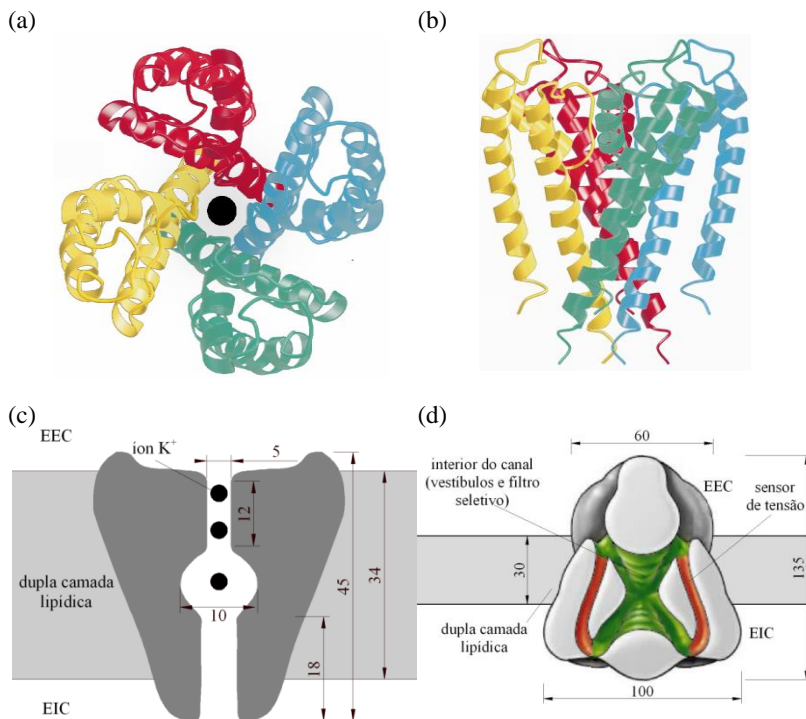 (a)
(b)
(c)
EEC
íon K+
5
12
34
45
dupla camada
lipídica
10
18
EIC
(d)
60
interior do canal
(vestíbulos e filtro
seletivo)
EEC
sensor
de tensão
30
135
dupla camada
lipídica
EIC
100